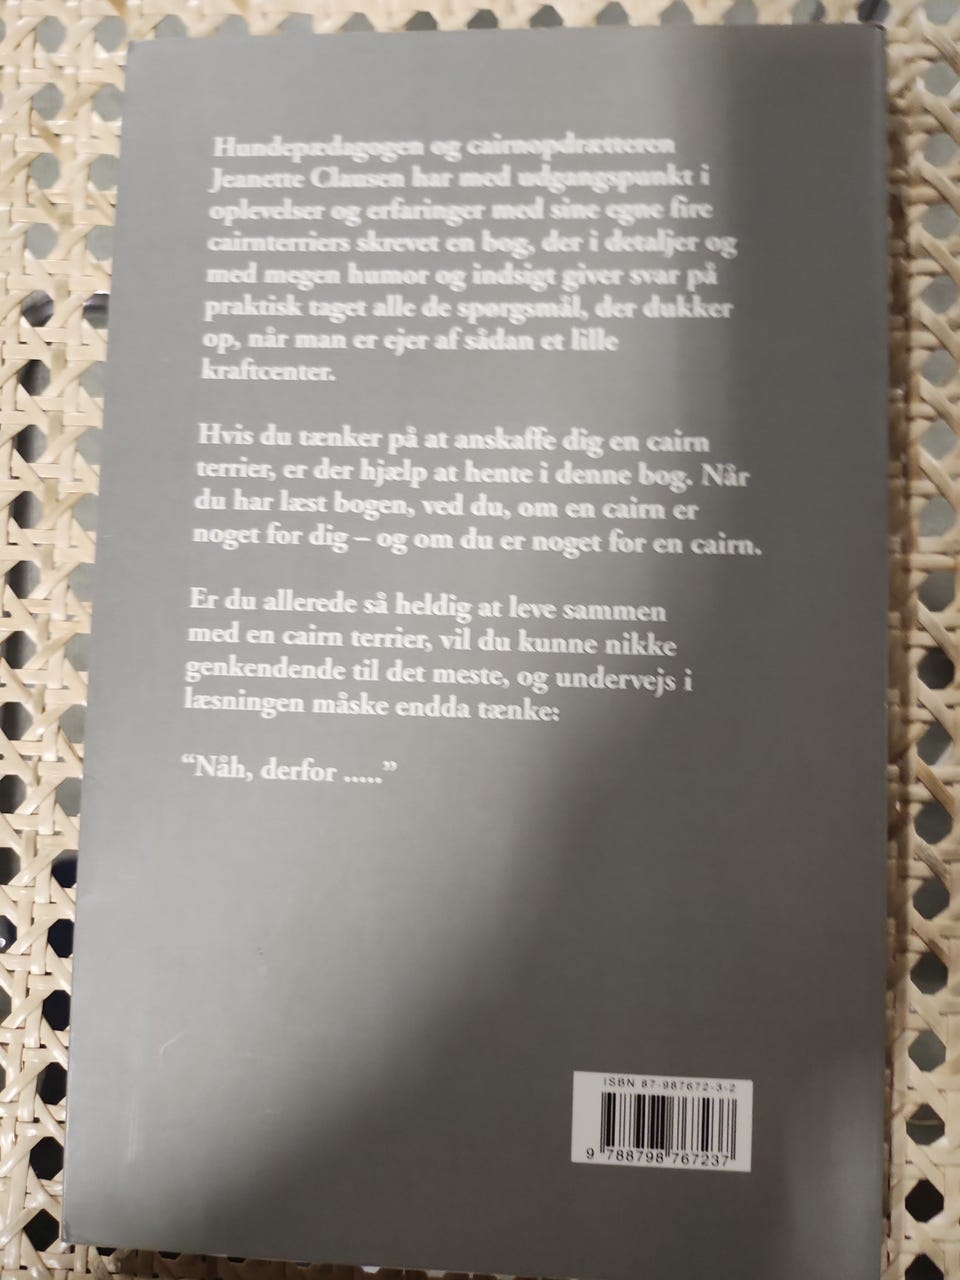 Hundepædagogen og cairnopdrætteren
Jeanette Clausen har med udgangspunkt i
oplevelser og erfaringer med sine egne fire
cairnterriers skrevet en bog, der i detaljer og
med megen humor og indsigt giver svar på
praktisk taget alle de spørgsmål, der dukker
op, når man er ejer af sådan et lille
kraftcenter.
Hvis du tænker på at anskaffe dig en cairn
terrier, er der hjælp at hente i denne bog. Når
du har læst bogen, ved du, om en cairn er
noget for dig – og om du er noget for en cairn.
Er du allerede så heldig at leve sammen
med en cairn terrier, vil du kunne nikke
genkendende til det meste, og undervejs i
læsningen måske endda tænke:
“Nåh, derfor .....”
ISBN 87-987672-3-2
9 788798 767237